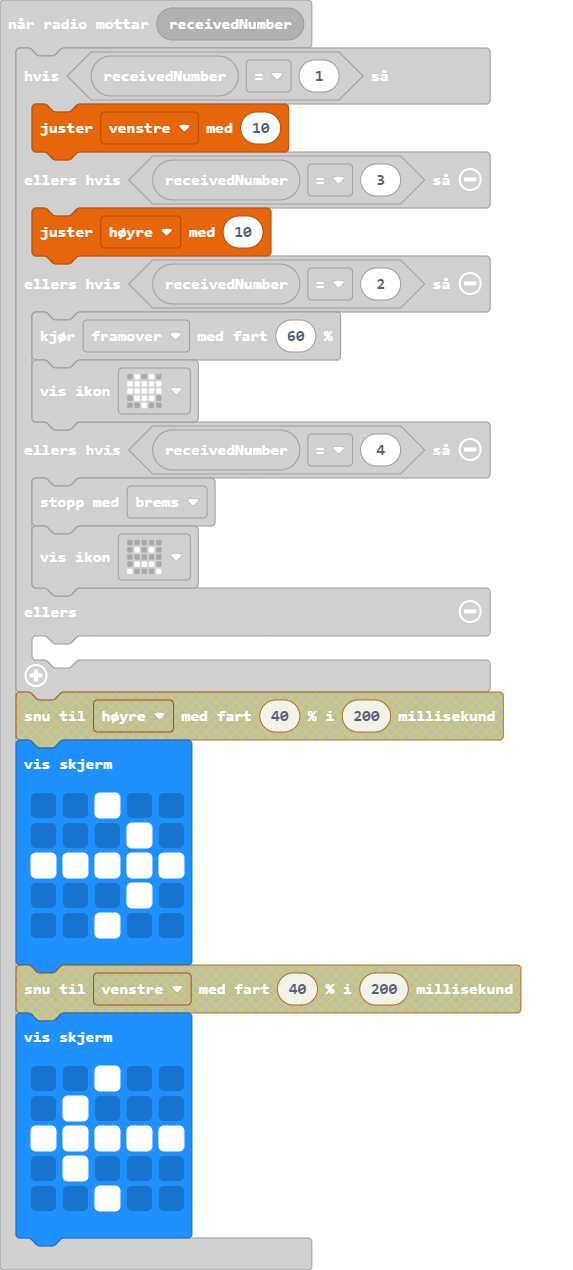 når radio mottar receivedNumber
hvis receivedNumber = 1 så
juster venstre med 10
ellers hvis receivedNumber = 3 så
juster høyre med 10
ellers hvis receivedNumber = 2 så
kjør framover med fart 60 %
vis ikon
ellers hvis receivedNumber = 4 så
stopp med brems
vis ikon
ellers
snu til høyre med fart 40 % i 200 millisekund
vis skjerm
snu til venstre med fart 40 % i 200 millisekund
vis skjerm